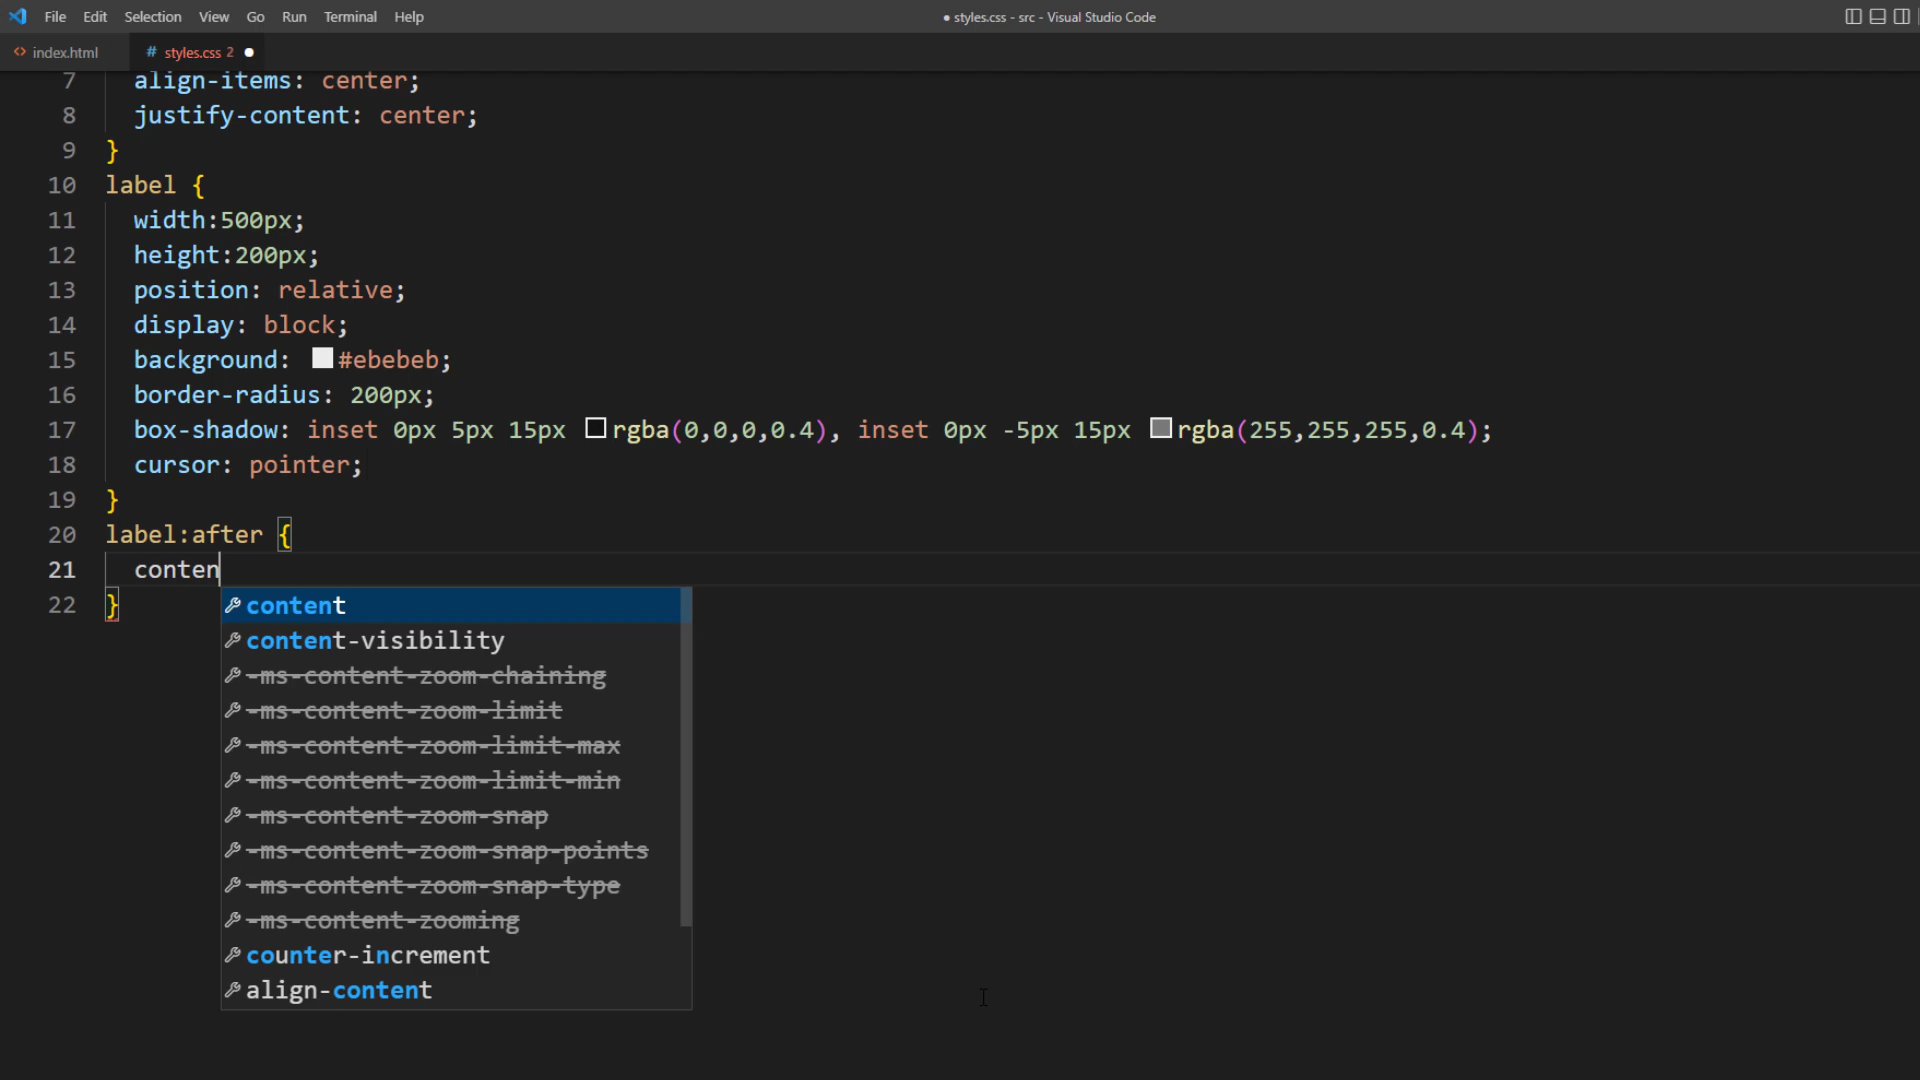 File Edit Selection View Go Run Terminal Help
● styles.css - src - Visual Studio Code
index.html
# styles.css 2 ●
7 align-items: center;
8 justify-content: center;
9 }
10 label {
11 width:500px;
12 height:200px;
13 position: relative;
14 display: block;
15 background: #ebebeb;
16 border-radius: 200px;
17 box-shadow: inset 0px 5px 15px rgba(0,0,0,0.4), inset 0px -5px 15px rgba(255,255,255,0.4);
18 cursor: pointer;
19 }
20 label:after {
21 conten
22 }
content
content-visibility
-ms-content-zoom-chaining
-ms-content-zoom-limit
-ms-content-zoom-limit-max
-ms-content-zoom-limit-min
-ms-content-zoom-snap
-ms-content-zoom-snap-points
-ms-content-zoom-snap-type
-ms-content-zooming
counter-increment
align-content